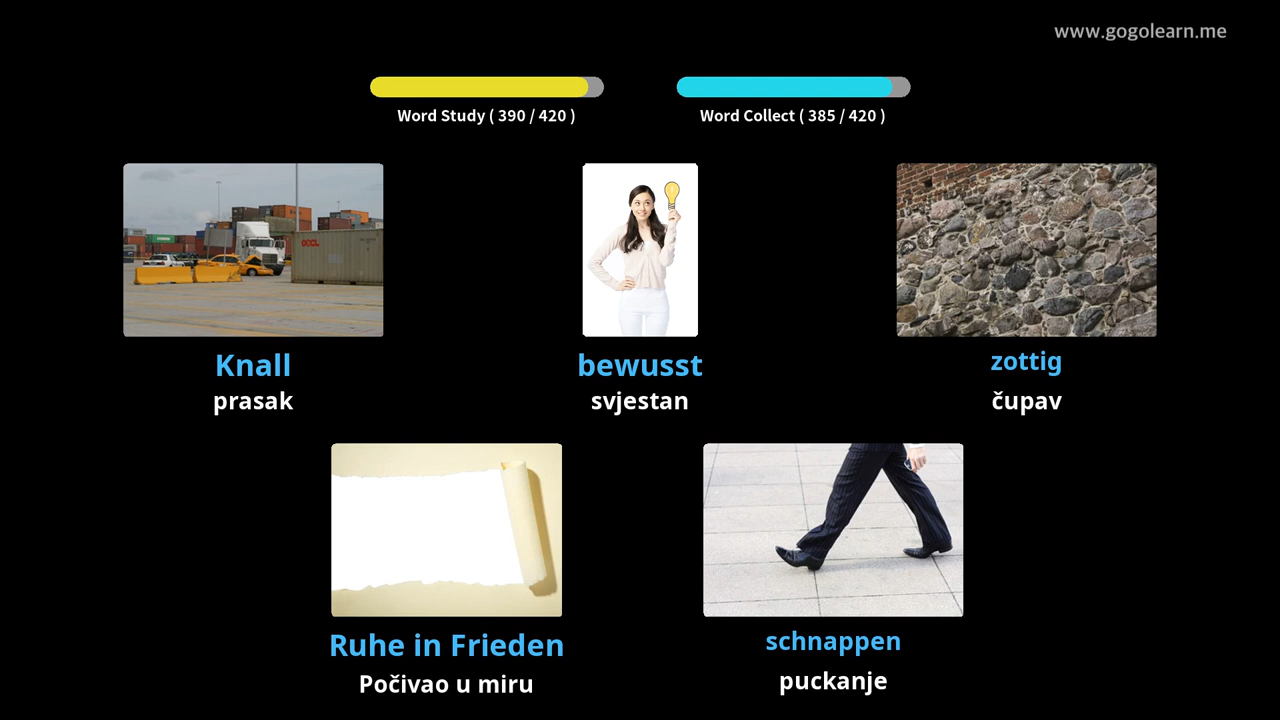 www.gogolearn.me
Word Study ( 390 / 420 )
Word Collect ( 385 / 420 )
OOCL
Knall
bewusst
zottig
prasak
svjestan
čupav
Ruhe in Frieden
schnappen
Počivao u miru
puckanje